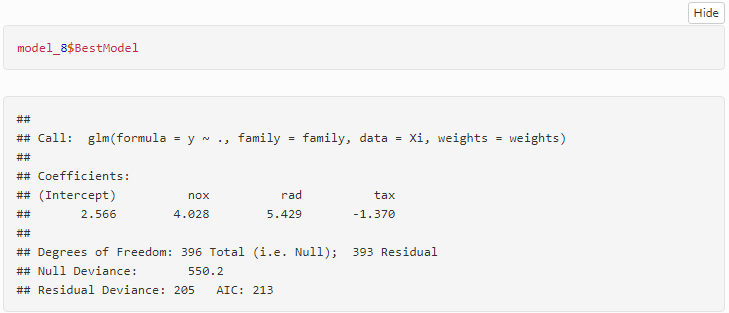 Hide
model_8$BestModel
##
## Call:  glm(formula = y ~ ., family = family, data = Xi, weights = weights)
##
## Coefficients:
## (Intercept)          nox          rad          tax
##       2.566        4.028        5.429       -1.370
##
## Degrees of Freedom: 396 Total (i.e. Null);  393 Residual
## Null Deviance:       550.2
## Residual Deviance: 205   AIC: 213